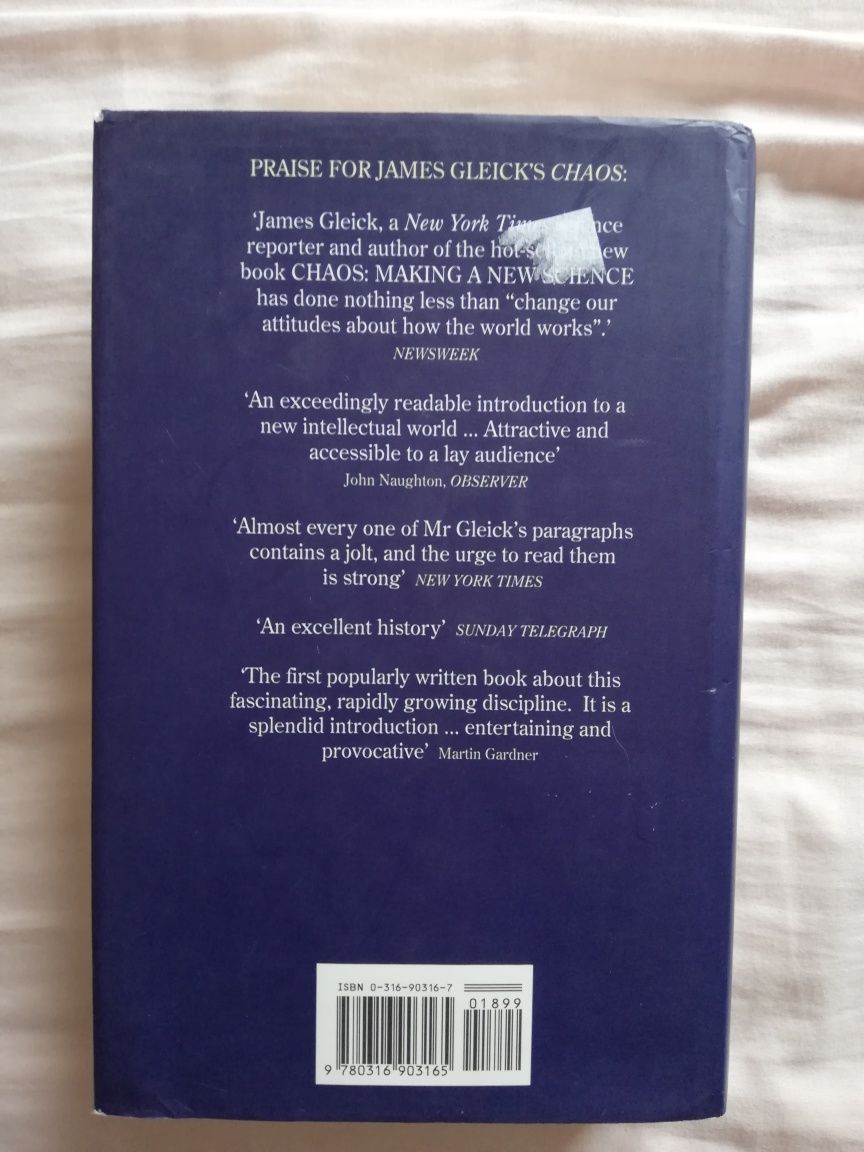 PRAISE FOR JAMES GLEICK'S CHAOS:
‘James Gleick, a New York
reporter and author of the new
book CHAOS: MAKING A NEW SCIENCE
has done nothing less than “change our
attitudes about how the world works”.’
NEWSWEEK
‘An exceedingly readable introduction to a
new intellectual world ... Attractive and
accessible to a lay audience’
John Naughton, OBSERVER
‘Almost every one of Mr Gleick’s paragraphs
contains a jolt, and the urge to read them
is strong’ NEW YORK TIMES
‘An excellent history’ SUNDAY TELEGRAPH
‘The first popularly written book about this
fascinating, rapidly growing discipline. It is a
splendid introduction ... entertaining and
provocative’ Martin Gardner
ISBN 0-316-90316-7
01899
9 780316 903165